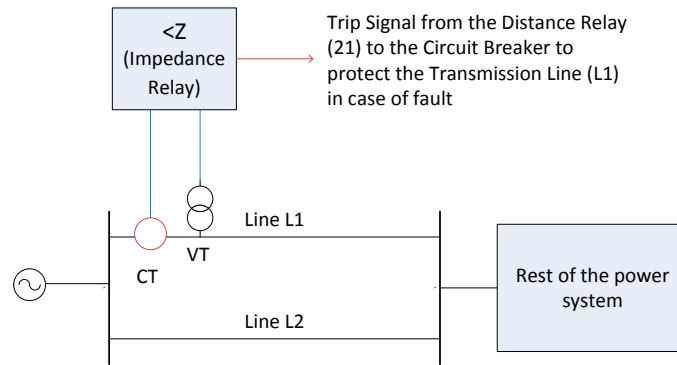 <Z
(Impedance
Relay)
Trip Signal from the Distance Relay
(21) to the Circuit Breaker to
protect the Transmission Line (L1)
in case of fault
Line L1
VT
CT
Rest of the power
system
Line L2